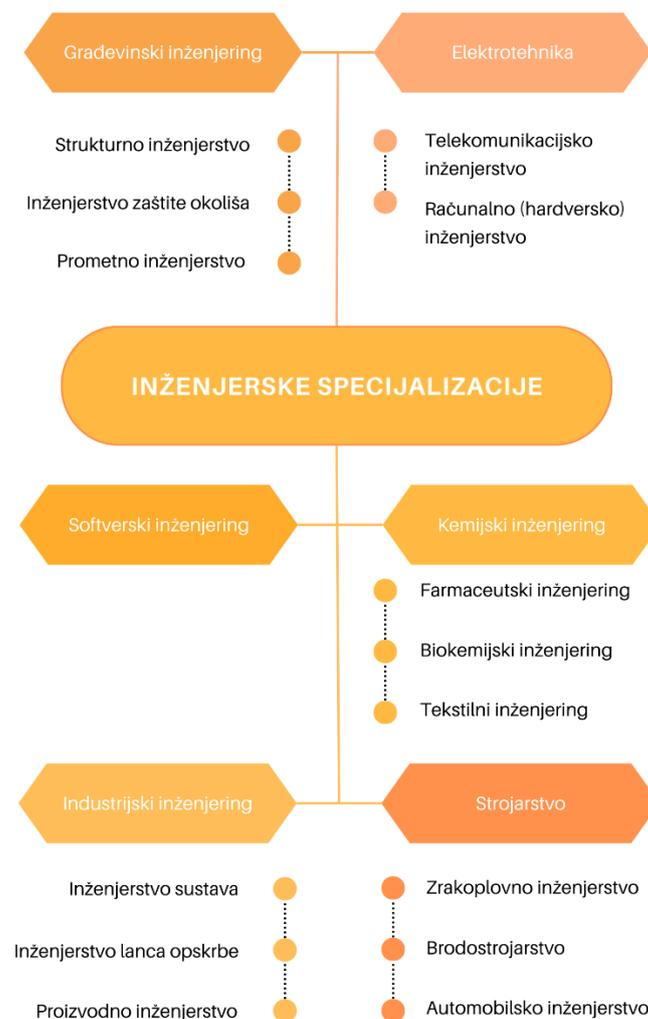 Građevinski inženjering
Elektrotehnika
Strukturno inženjerstvo
Inženjerstvo zaštite okoliša
Prometno inženjerstvo
Telekomunikacijsko
inženjerstvo
Računalno (hardversko)
inženjerstvo
INŽENJERSKE SPECIJALIZACIJE
Softverski inženjering
Kemijski inženjering
Farmaceutski inženjering
Biokemijski inženjering
Tekstilni inženjering
Industrijski inženjering
Strojarstvo
Inženjerstvo sustava
Inženjerstvo lanca opskrbe
Proizvodno inženjerstvo
Zrakoplovno inženjerstvo
Brodostrojarstvo
Automobilsko inženjerstvo